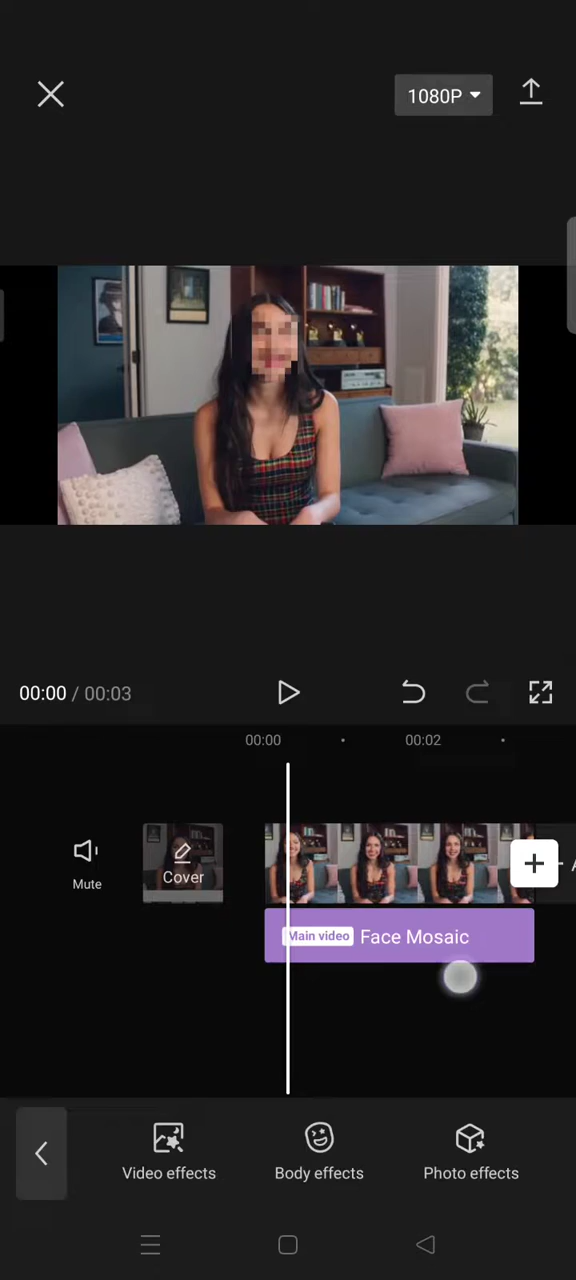 1080P
00:00 / 00:03
00:00
00:02
Mute
Cover
A
Main video Face Mosaic
Video effects
Body effects
Photo effects